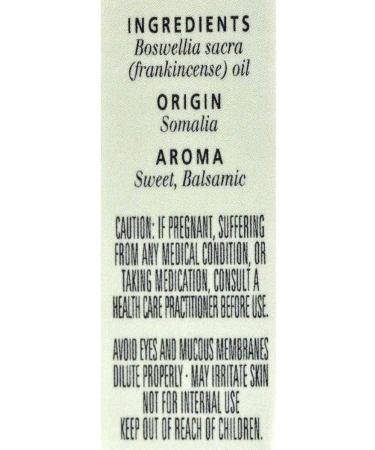 INGREDIENTS
Boswellia sacra
(frankincense) oil
ORIGIN
Somalia
AROMA
Sweet, Balsamic
CAUTION: IF PREGNANT, SUFFERING
FROM ANY MEDICAL CONDITION, OR
TAKING MEDICATION, CONSULT A
HEALTH CARE PRACTITIONER BEFORE USE.
AVOID EYES AND MUCOUS MEMBRANES
DILUTE PROPERLY · MAY IRRITATE SKIN
NOT FOR INTERNAL USE
KEEP OUT OF REACH OF CHILDREN.